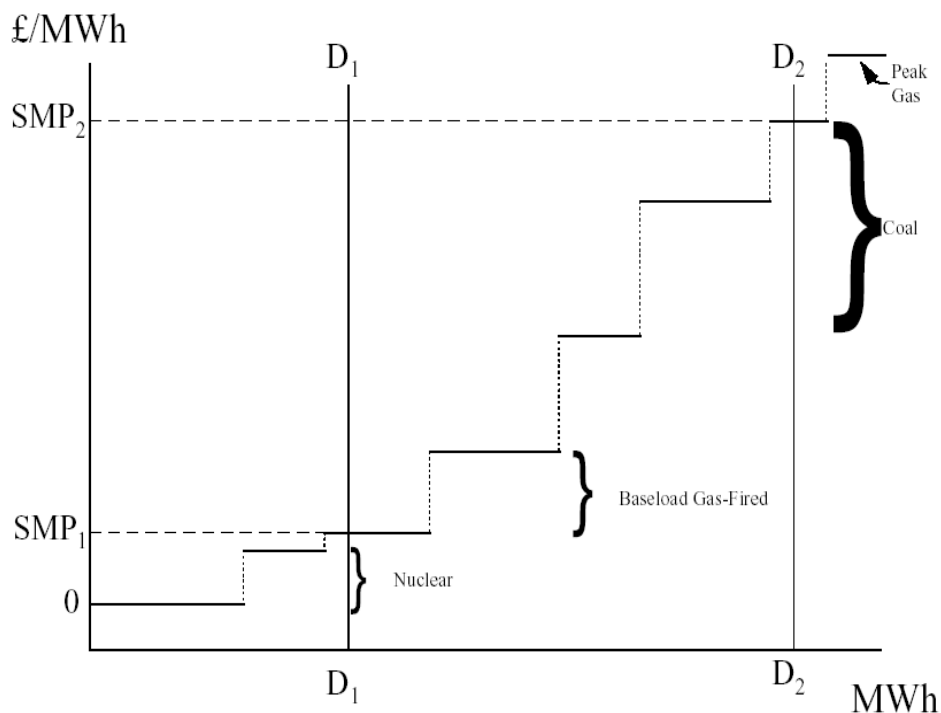 £/MWh
D1
D2
Peak
Gas
SMP2
Coal
Baseload Gas-Fired
SMP1
Nuclear
0
D1
D2
MWh